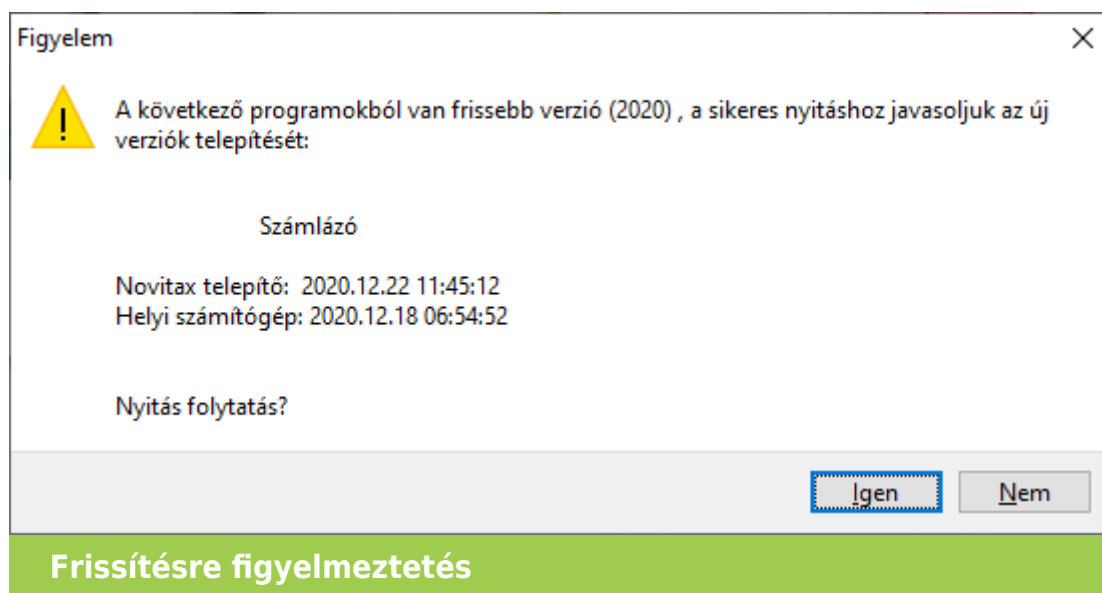 Figyelem
A következő programokból van frissebb verzió (2020) , a sikeres nyitáshoz javasoljuk az új
verziók telepítését:
Számlázó
Novitax telepítő: 2020.12.22 11:45:12
Helyi számítógép: 2020.12.18 06:54:52
Nyitás folytatás?
Igen Nem
Frissítésre figyelmeztetés